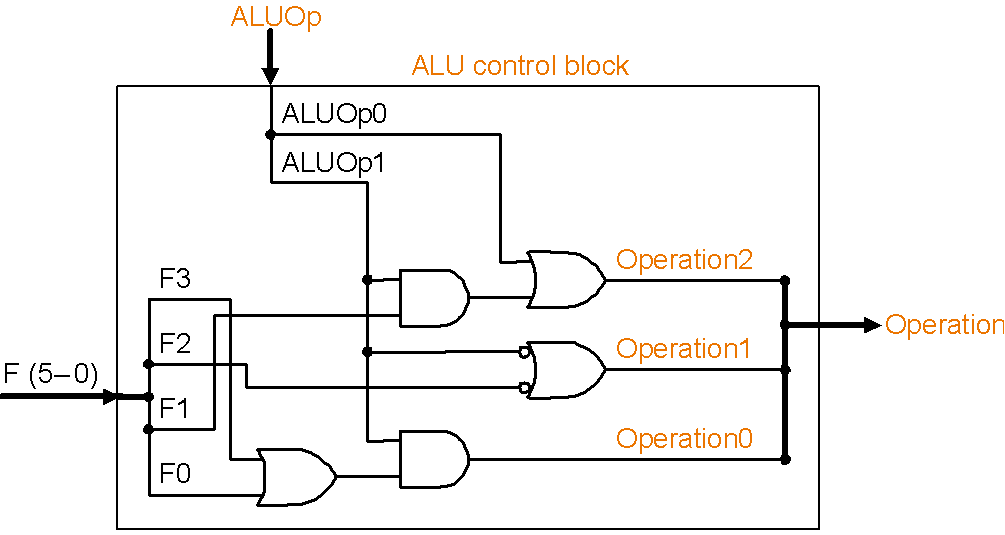 ALUOp
ALU control block
ALUOp0
ALUOp1
Operation2
F3
Operation
F2
Operation1
F (5–0)
F1
Operation0
F0